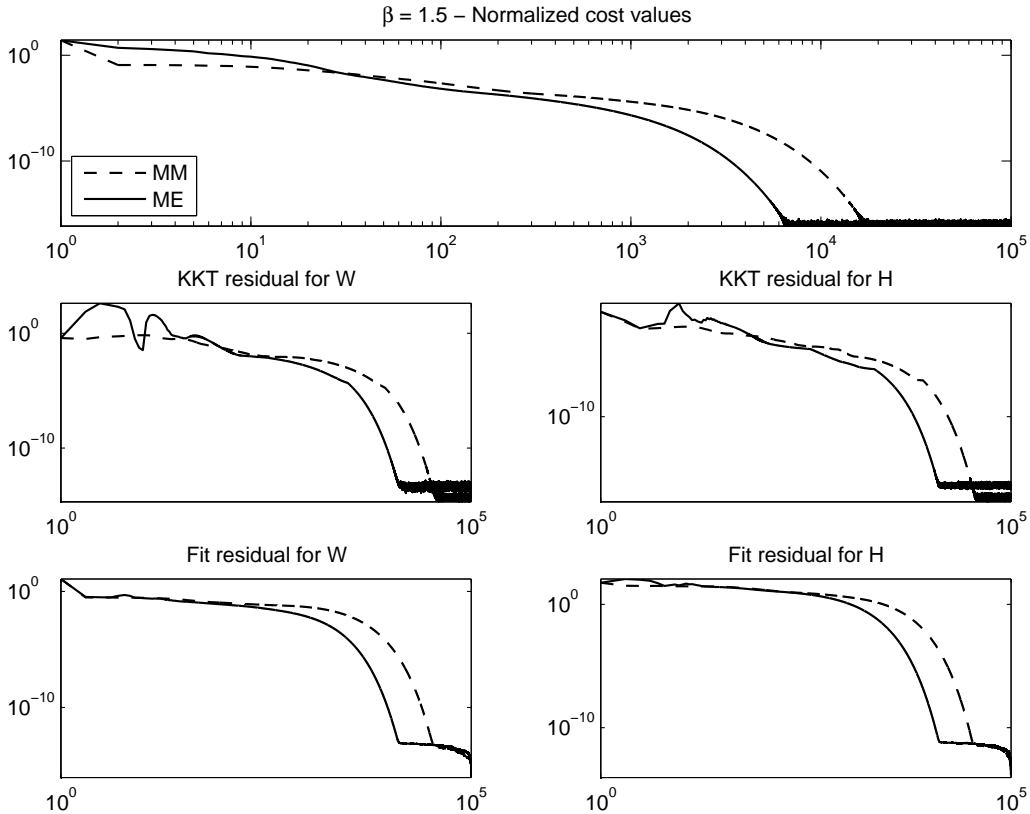 β = 1.5 – Normalized cost values
10^0
10^−10
MM
ME
10^0 10^1 10^2 10^3 10^4 10^5
KKT residual for W
10^0
10^−10
10^0 10^5
KKT residual for H
10^−10
10^0 10^5
Fit residual for W
10^0
10^−10
10^0 10^5
Fit residual for H
10^0
10^−10
10^0 10^5